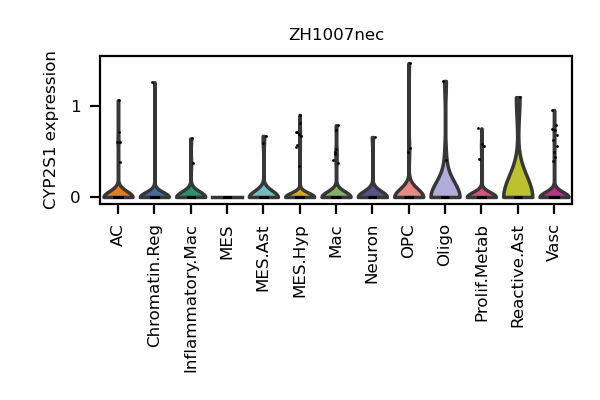 ZH1007nec
CYP2S1 expression
1
0
AC
Chromatin.Reg
Inflammatory.Mac
MES
MES.Ast
MES.Hyp
Mac
Neuron
OPC
Oligo
Prolif.Metab
Reactive.Ast
Vasc